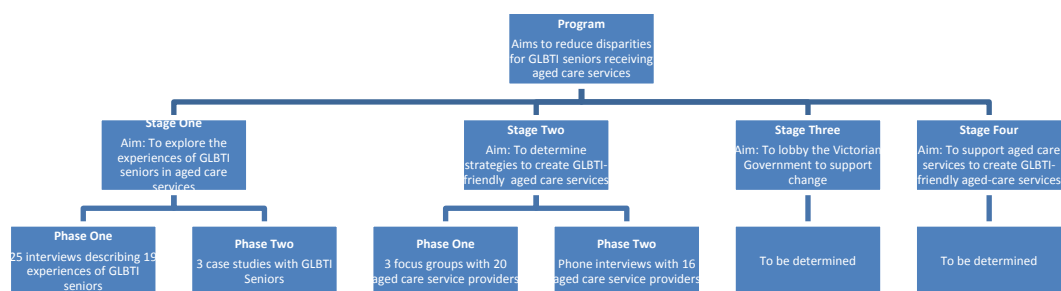 Program
Aims to reduce disparities
for GLBTI seniors receiving
aged care services
Stage One
Aim: To explore the
experiences of GLBTI
seniors in aged care
services
Stage Two
Aim: To determine
strategies to create GLBTI-
friendly aged care services
Stage Three
Aim: To lobby the Victorian
Government to support
change
Stage Four
Aim: To support aged care
services to create GLBTI-
friendly aged-care services
Phase One
25 interviews describing 19
experiences of GLBTI
seniors
Phase Two
3 case studies with GLBTI
Seniors
Phase One
3 focus groups with 20
aged care service providers
Phase Two
Phone interviews with 16
aged care service providers
To be determined
To be determined